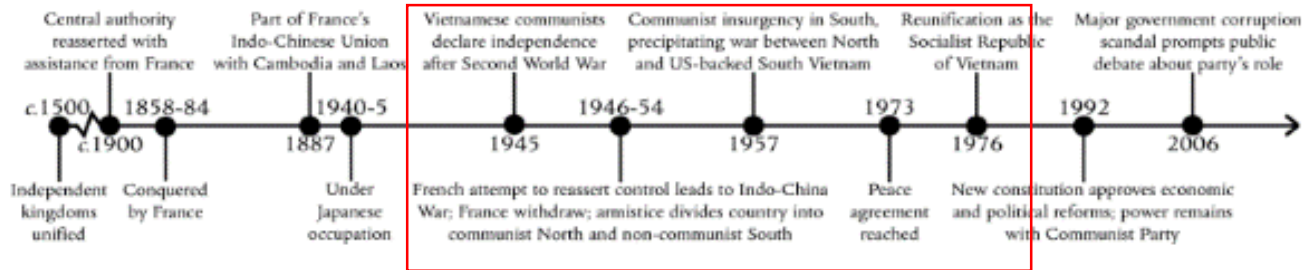 Central authority
reasserted with
assistance from France
Part of France's
Indo-Chinese Union
with Cambodia and Laos
Vietnamese communists
declare independence
after Second World War
Communist insurgency in South,
precipitating war between North
and US-backed South Vietnam
Reunification as the
Socialist Republic
of Vietnam
Major government corruption
scandal prompts public
debate about party's role
c.1500
1858-84
1940-5
1946-54
1973
1992
c.1900
1887
1945
1957
1976
2006
Independent
kingdoms
unified
Conquered
by France
Under
Japanese
occupation
French attempt to reassert control leads to Indo-China
War; France withdraw; armistice divides country into
communist North and non-communist South
Peace
agreement
reached
New constitution approves economic
and political reforms; power remains
with Communist Party